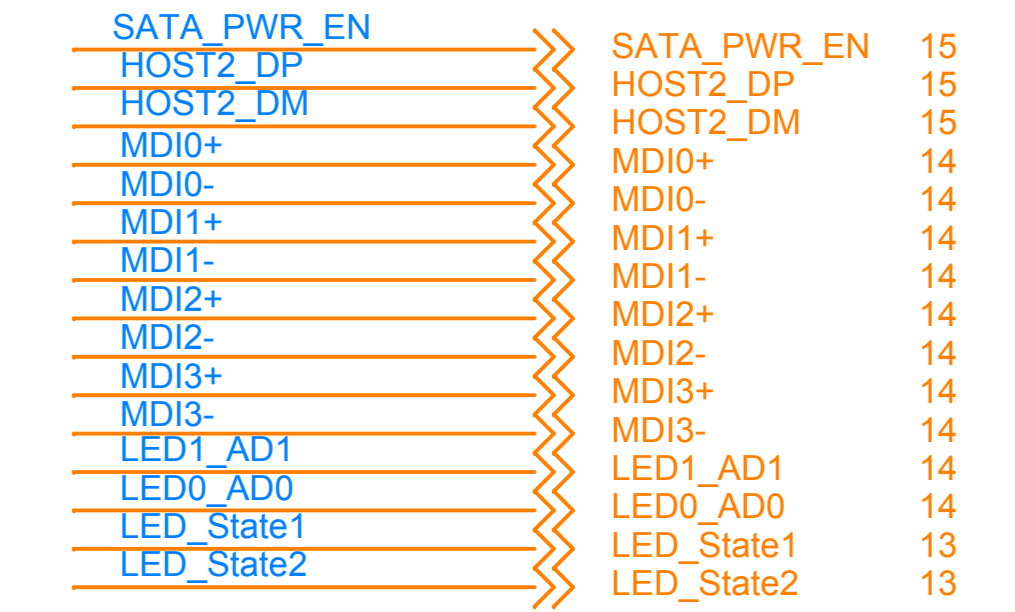 SATA_PWR_EN SATA_PWR_EN 15
HOST2_DP HOST2_DP 15
HOST2_DM HOST2_DM 15
MDI0+ MDI0+ 14
MDI0- MDI0- 14
MDI1+ MDI1+ 14
MDI1- MDI1- 14
MDI2+ MDI2+ 14
MDI2- MDI2- 14
MDI3+ MDI3+ 14
MDI3- MDI3- 14
LED1_AD1 LED1_AD1 14
LED0_AD0 LED0_AD0 14
LED_State1 LED_State1 13
LED_State2 LED_State2 13